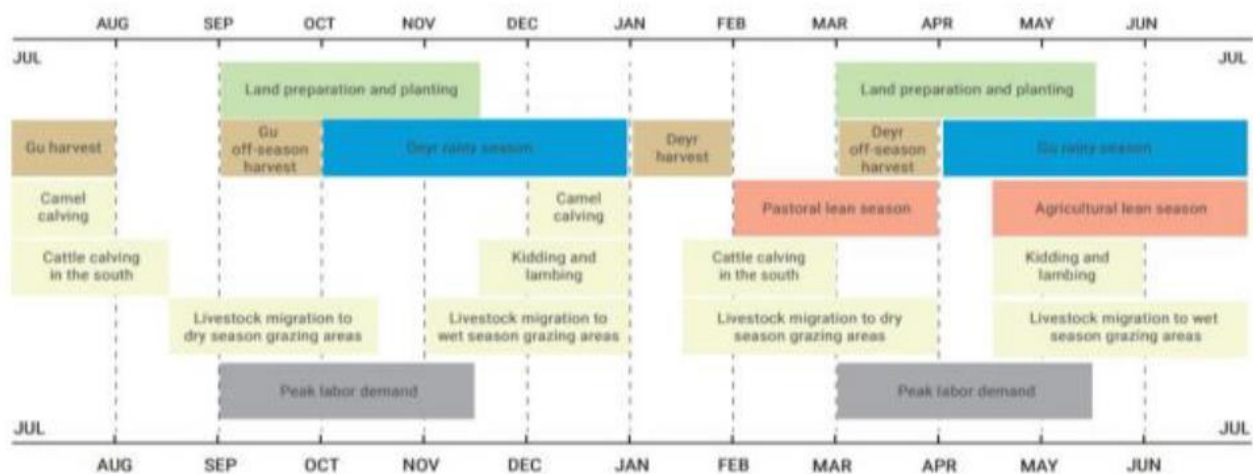 AUG SEP OCT NOV DEC JAN FEB MAR APR MAY JUN
JUL JUL
Land preparation and planting
Land preparation and planting
Gu harvest
Gu
off-season
harvest
Deyr rainy season
Deyr
harvest
Deyr
off-season
harvest
Gu rainy season
Camel
calving
Camel
calving
Pastoral lean season
Agricultural lean season
Cattle calving
in the south
Kidding and
lambing
Cattle calving
in the south
Kidding and
lambing
Livestock migration to
dry season grazing areas
Livestock migration to
wet season grazing areas
Livestock migration to dry
season grazing areas
Livestock migration to wet
season grazing areas
Peak labor demand
Peak labor demand
JUL JUL
AUG SEP OCT NOV DEC JAN FEB MAR APR MAY JUN